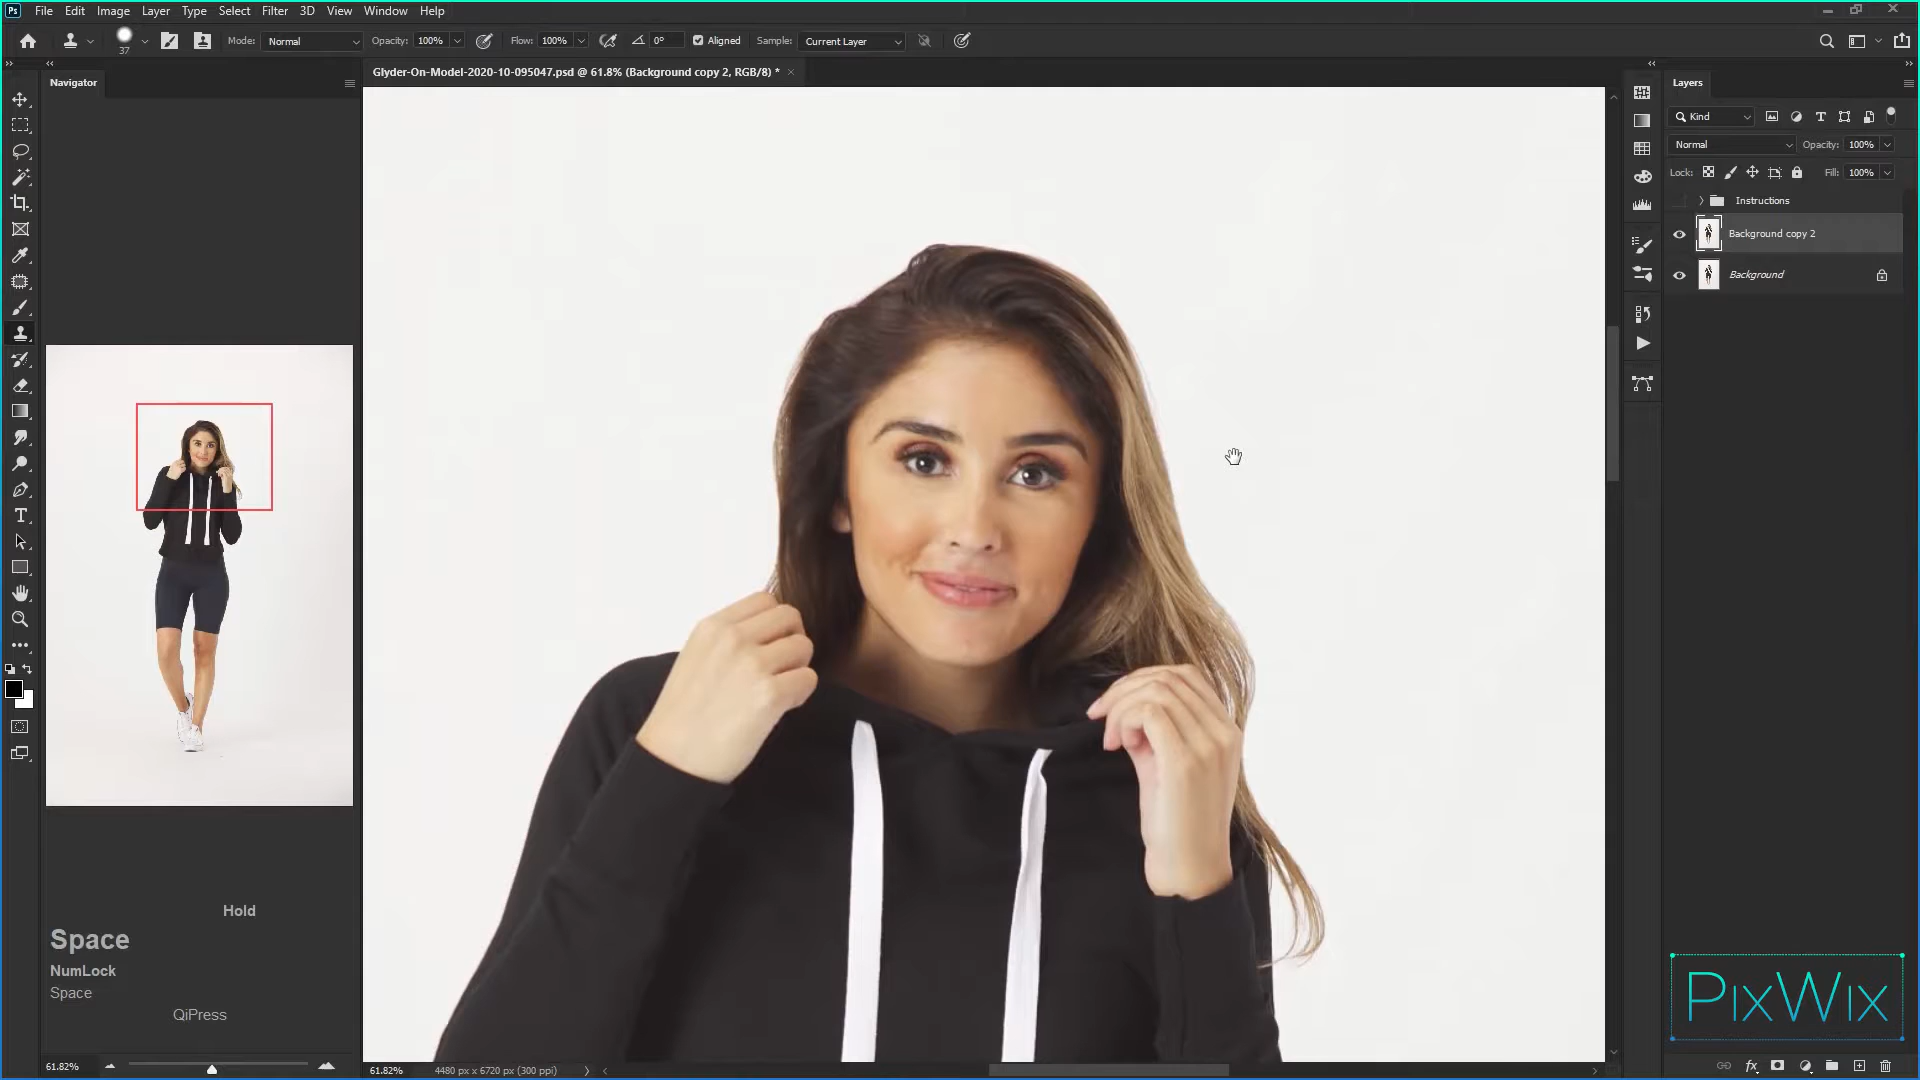 Ps File Edit Image Layer Type Select Filter 3D View Window Help
37 Mode: Normal Opacity: 100% Flow: 100% 0° Aligned Sample: Current Layer
Navigator
Glyder-On-Model-2020-10-095047.psd @ 61.8% (Background copy 2, RGB/8) *
Layers
Kind
Normal Opacity: 100%
Lock: Fill: 100%
Instructions
Background copy 2
Background
Hold
Space
NumLock
Space
QiPress
PixWix
61.82%
61.82% 4480 px x 6720 px (300 ppi)